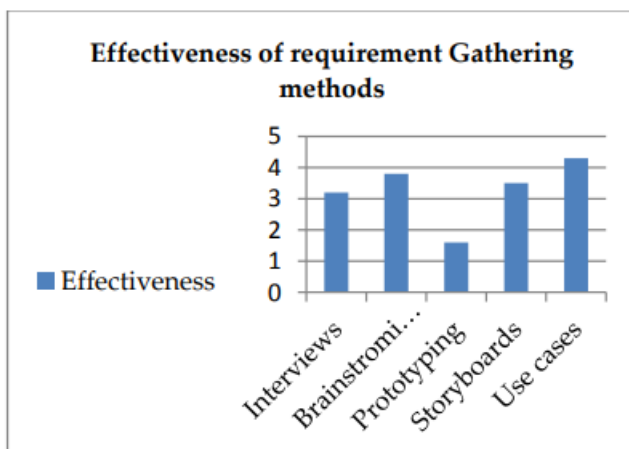 Effectiveness of requirement Gathering
methods
5
4
3
2
1
0
Effectiveness
Interviews
Brainstromi...
Prototyping
Storyboards
Use cases